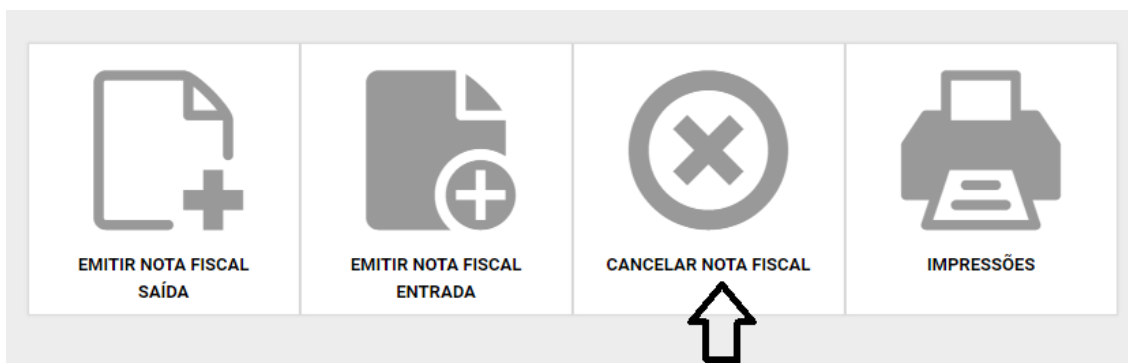 EMITIR NOTA FISCAL
SAÍDA
EMITIR NOTA FISCAL
ENTRADA
CANCELAR NOTA FISCAL
IMPRESSÕES